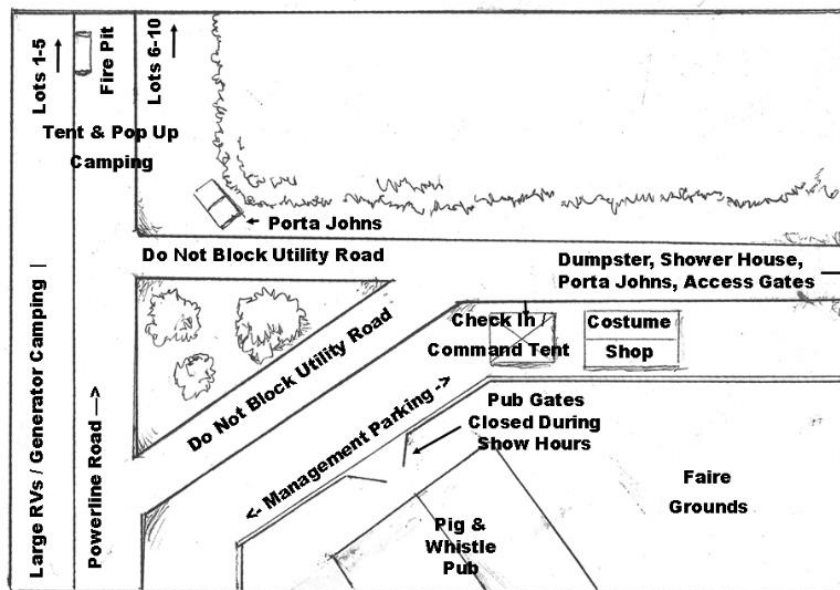 Lots 1-5
Fire Pit
Lots 6-10
Tent & Pop Up
Camping
Porta Johns
Do Not Block Utility Road
Dumpster, Shower House,
Porta Johns, Access Gates
Check In /
Command Tent
Costume
Shop
Do Not Block Utility Road
<- Management Parking ->
Pub Gates
Closed During
Show Hours
Faire
Grounds
Pig &
Whistle
Pub
Large RVs / Generator Camping |
Powerline Road —>